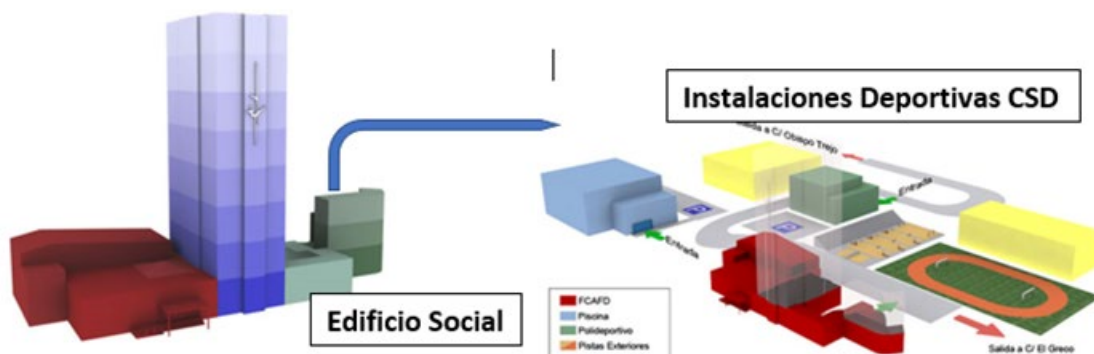 Instalaciones Deportivas CSD
Salida a C/ Obispo Trejo
Entrada
Entrada
Edificio Social
FCAFD
Piscina
Polideportivo
Pistas Exteriores
Salida a C/ El Greco